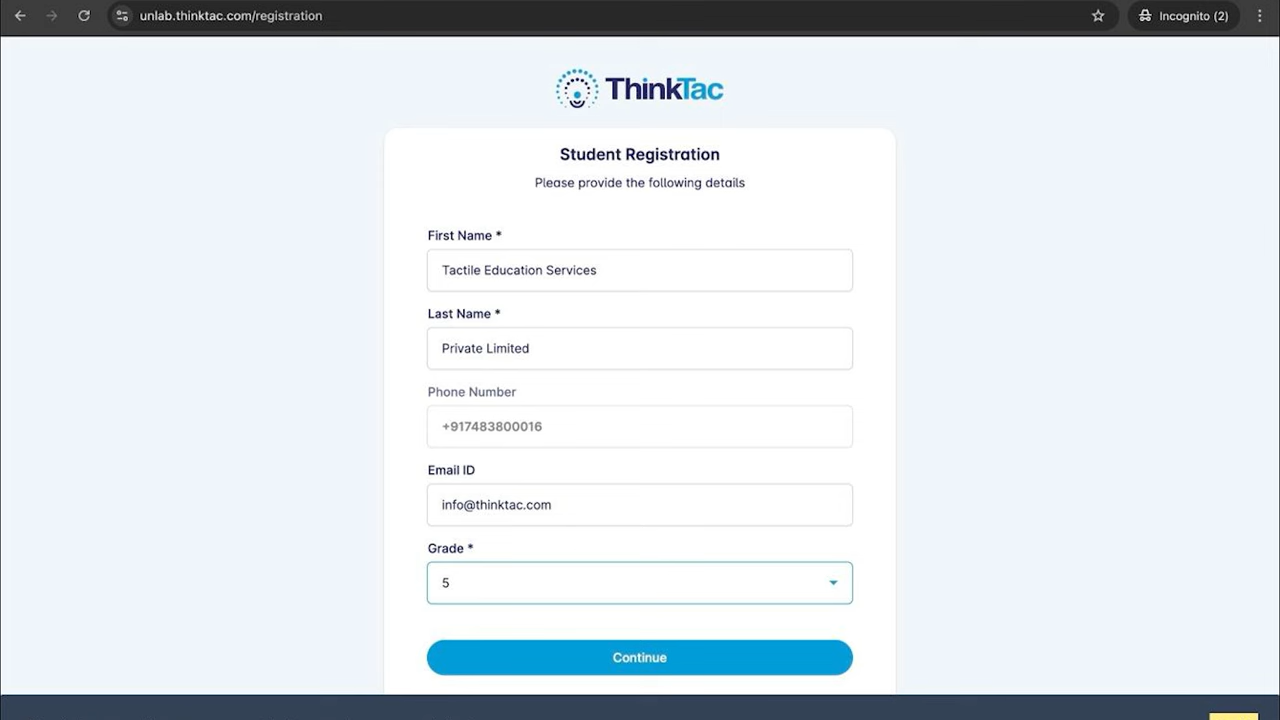 unlab.thinktac.com/registration
Incognito (2)
ThinkTac
Student Registration
Please provide the following details
First Name *
Tactile Education Services
Last Name *
Private Limited
Phone Number
+917483800016
Email ID
info@thinktac.com
Grade *
5
Continue